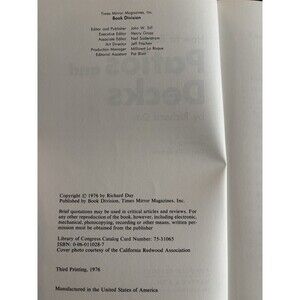 Times Mirror Magazines, Inc.
Book Division
Editor and Publisher John W. Sill
Executive Editor Henry Gross
Associate Editor Neil Soderstrom
Art Director Jeff Fitschen
Production Manager Millicent La Roque
Editorial Assistant Pat Blair
Patios and
Decks
by Richard Day
Copyright © 1976 by Richard Day
Published by Book Division, Times Mirror Magazines, Inc.
Brief quotations may be used in critical articles and reviews. For
any other reproduction of the book, however, including electronic,
mechanical, photocopying, recording or other means, written per-
mission must be obtained from the publisher
Library of Congress Catalog Card Number: 75-31065
ISBN: 0-06-011028-7
Cover photo courtesy of the California Redwood Association
Third Printing, 1976
Manufactured in the United States of America